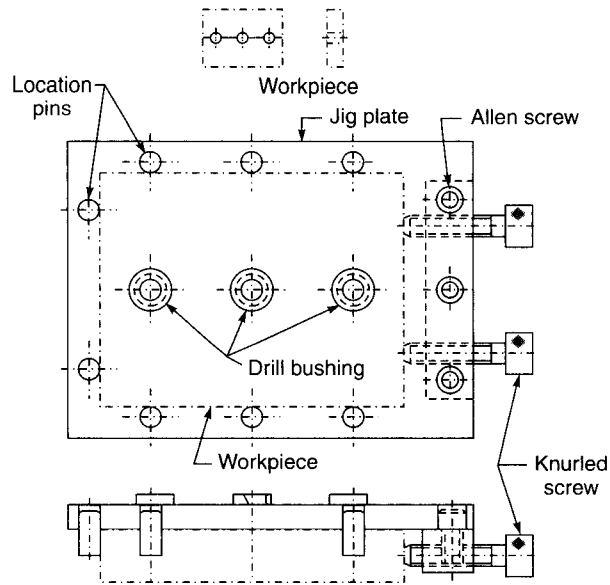 Workpiece
Location
pins
Jig plate
Allen screw
Drill bushing
Workpiece
Knurled
screw